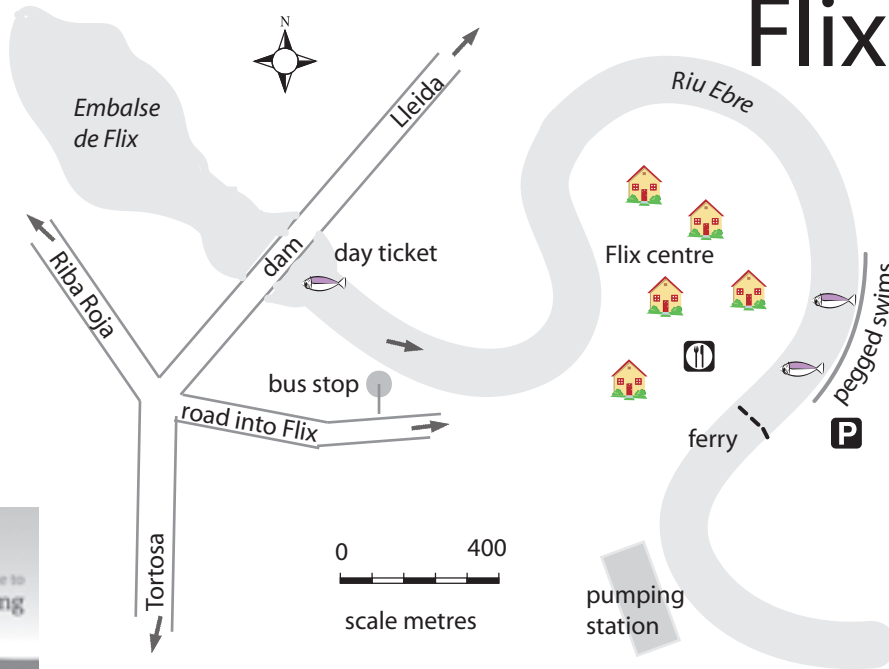 Flix
N
Riu Ebre
Embalse
de Flix
Lleida
dam
day ticket
Flix centre
Riba Roja
pegged swims
bus stop
road into Flix
ferry
P
Tortosa
0 400
scale metres
pumping
station
e to
ng